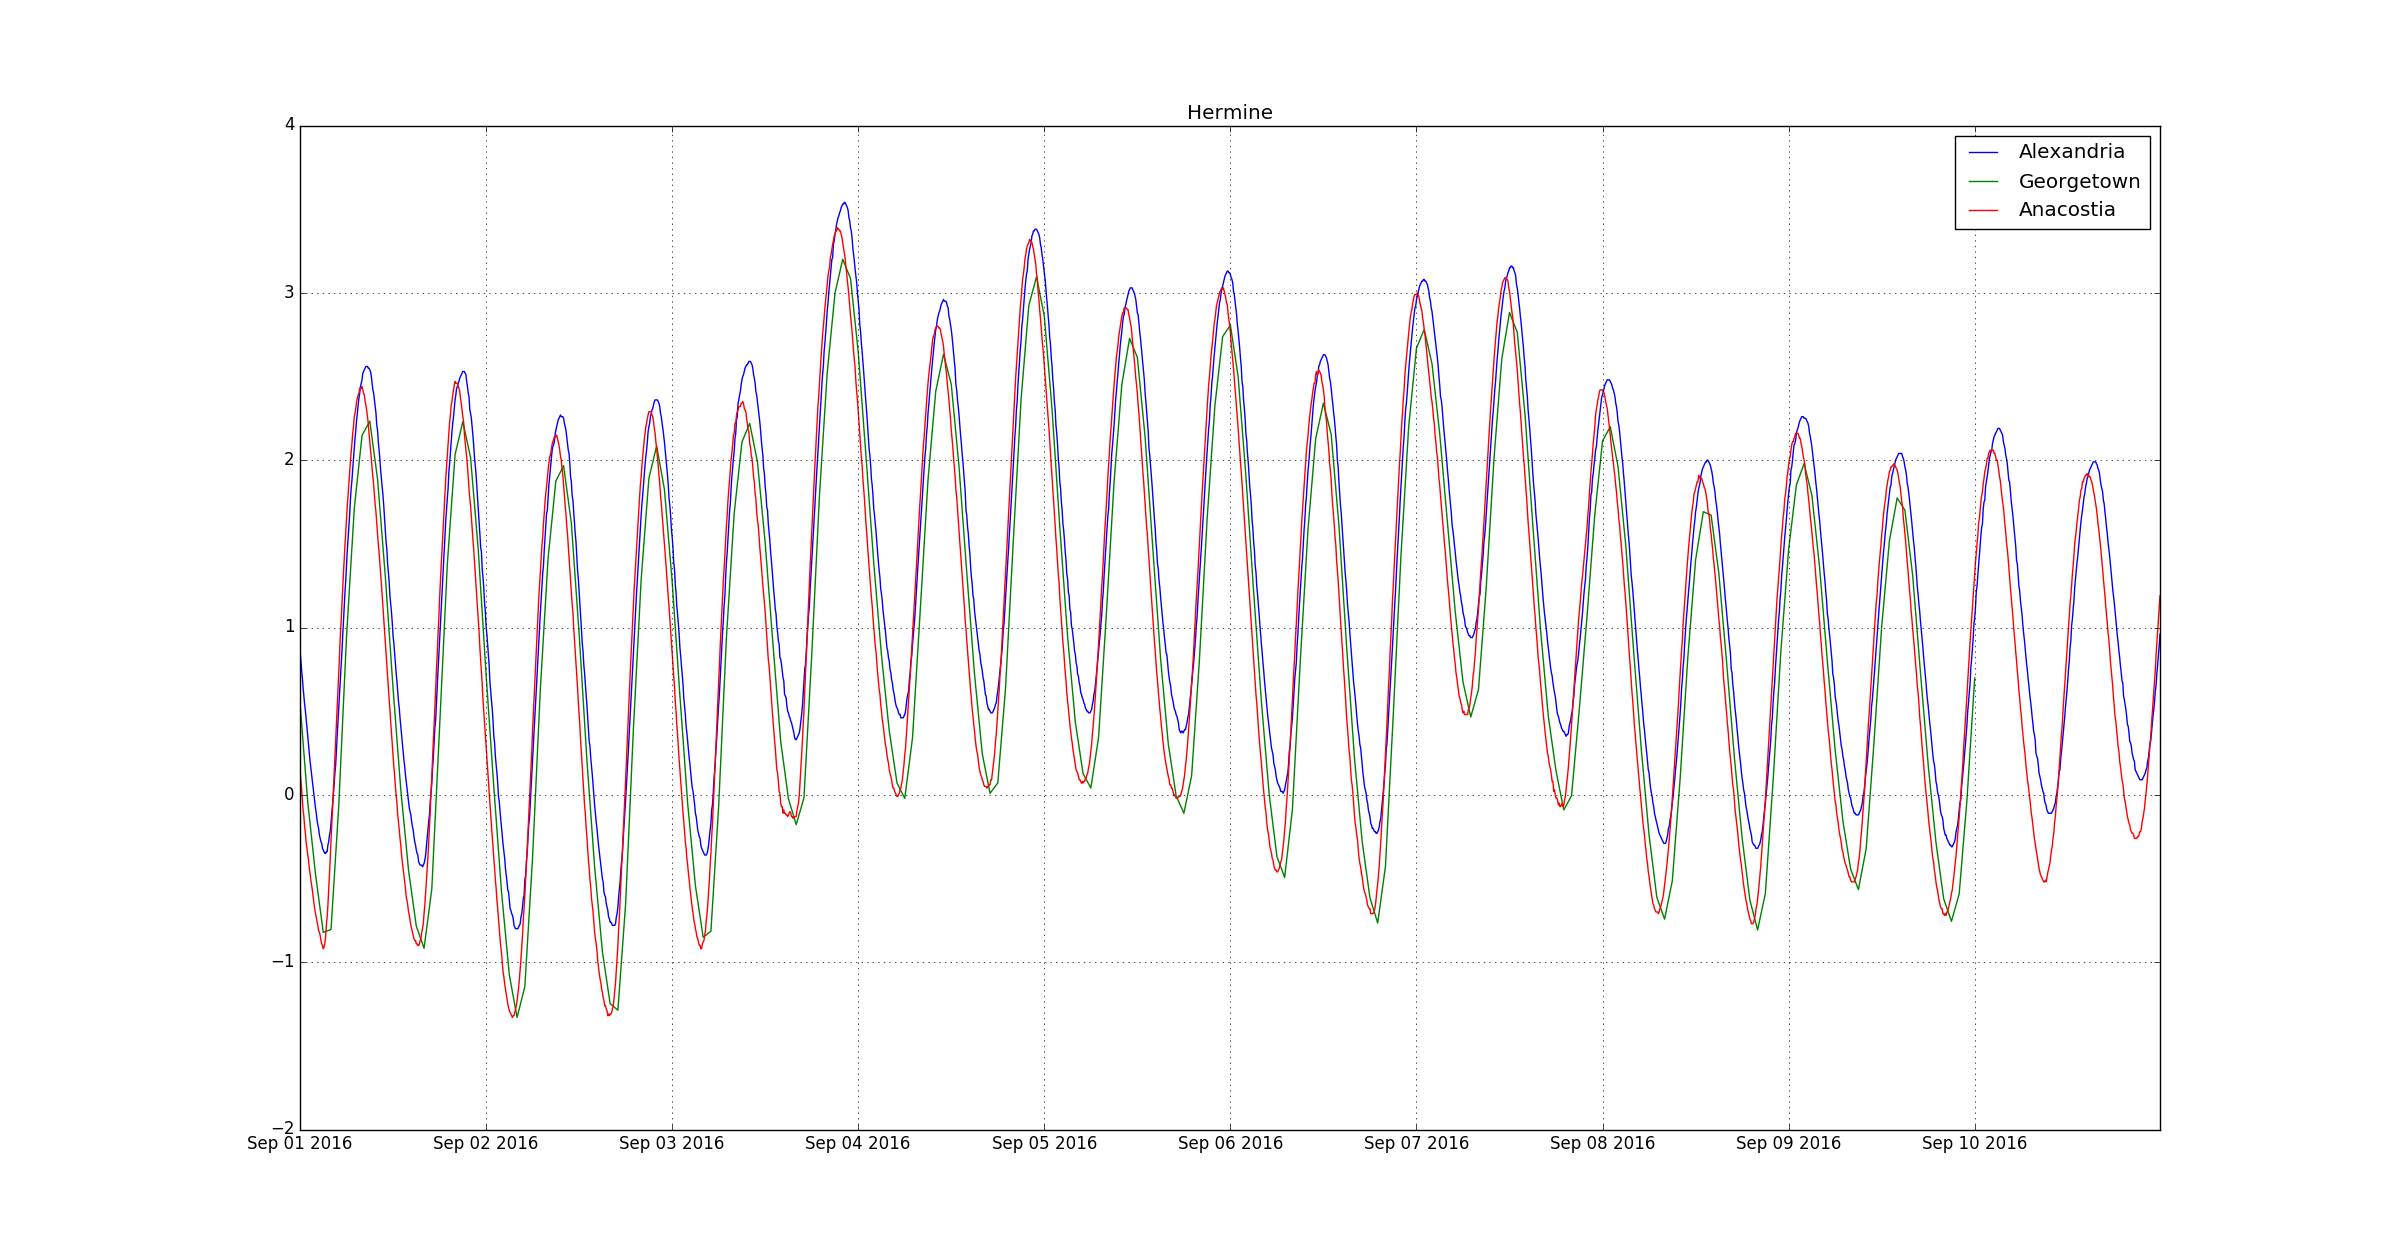 Hermine
4
3
2
1
0
−1
−2
Alexandria
Georgetown
Anacostia
Sep 01 2016
Sep 02 2016
Sep 03 2016
Sep 04 2016
Sep 05 2016
Sep 06 2016
Sep 07 2016
Sep 08 2016
Sep 09 2016
Sep 10 2016